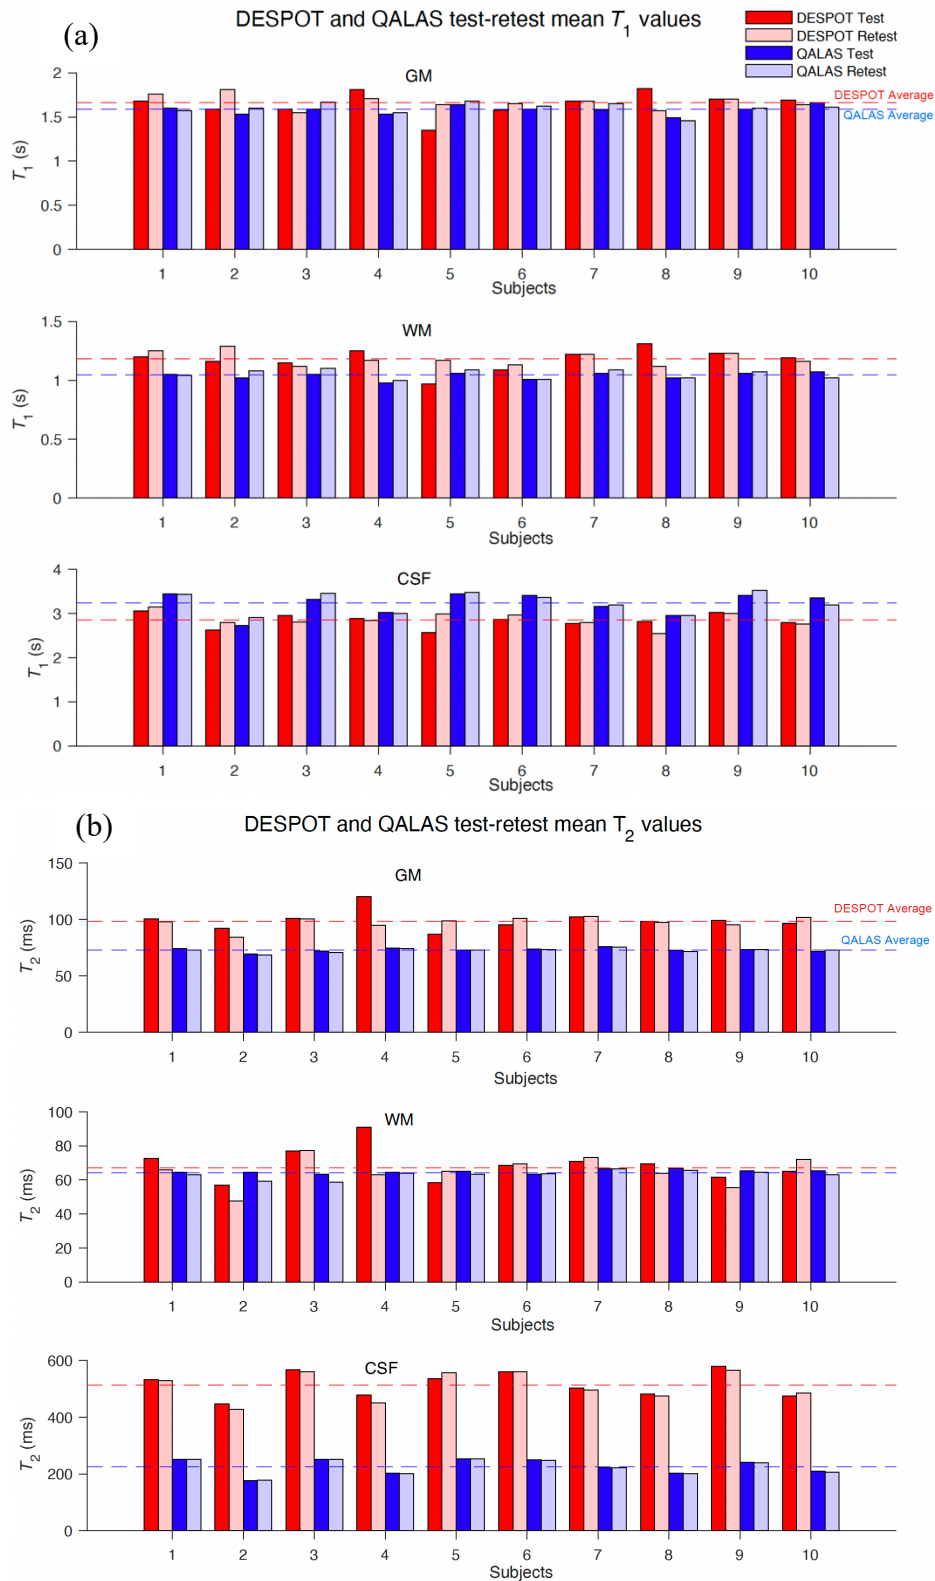 (a)
DESPOT and QALAS test-retest mean T1 values
DESPOT Test
DESPOT Retest
QALAS Test
QALAS Retest
GM
DESPOT Average
QALAS Average
T1 (s)
2
1.5
1
0.5
0
1 2 3 4 5 6 7 8 9 10
Subjects
WM
T1 (s)
1.5
1
0.5
0
1 2 3 4 5 6 7 8 9 10
Subjects
CSF
T1 (s)
4
3
2
1
0
1 2 3 4 5 6 7 8 9 10
Subjects
(b)
DESPOT and QALAS test-retest mean T2 values
GM
DESPOT Average
QALAS Average
T2 (ms)
150
100
50
0
1 2 3 4 5 6 7 8 9 10
Subjects
WM
T2 (ms)
100
80
60
40
20
0
1 2 3 4 5 6 7 8 9 10
Subjects
CSF
T2 (ms)
600
400
200
0
1 2 3 4 5 6 7 8 9 10
Subjects